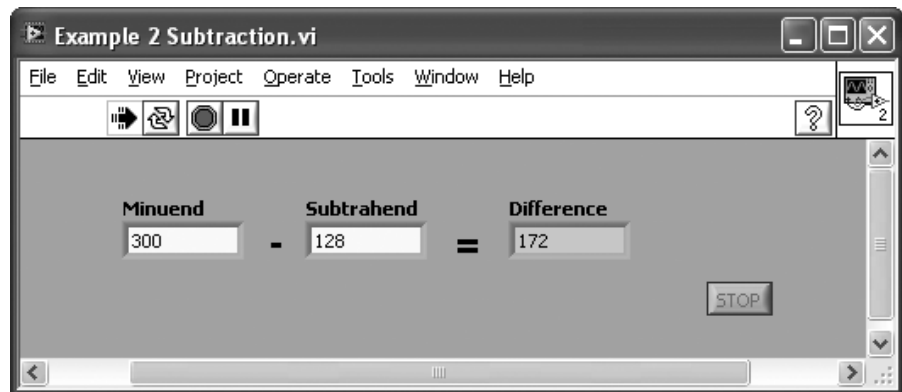 Example 2 Subtraction.vi
File Edit View Project Operate Tools Window Help
?
2
Minuend Subtrahend Difference
300 - 128 = 172
STOP